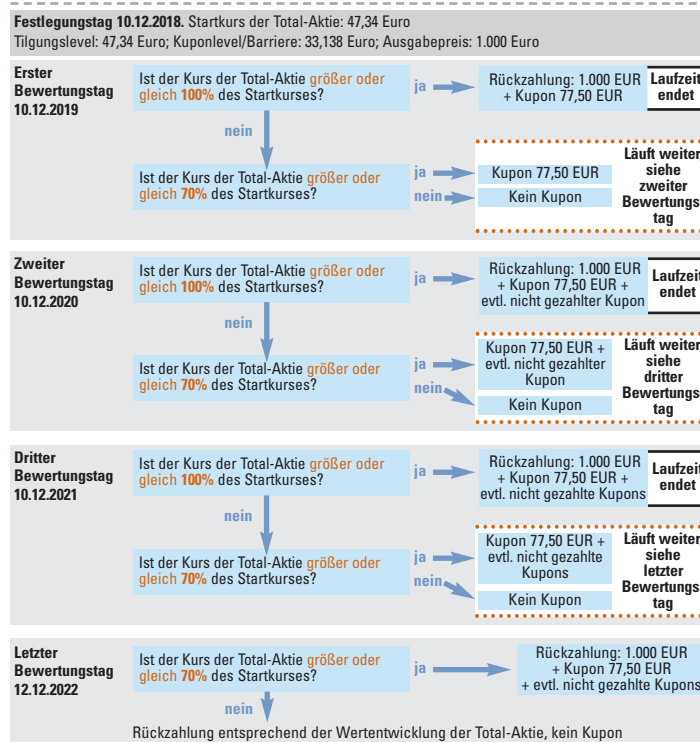 Festlegungstag 10.12.2018. Startkurs der Total-Aktie: 47,34 Euro
Tilgungslevel: 47,34 Euro; Kuponlevel/Barriere: 33,138 Euro; Ausgabepreis: 1.000 Euro
Erster
Bewertungstag
10.12.2019
Ist der Kurs der Total-Aktie größer oder
gleich 100% des Startkurses?
ja
Rückzahlung: 1.000 EUR
+ Kupon 77,50 EUR
Laufzeit
endet
nein
Ist der Kurs der Total-Aktie größer oder
gleich 70% des Startkurses?
ja
nein
Kupon 77,50 EUR
Kein Kupon
Läuft weiter
siehe
zweiter
Bewertungs-
tag
Zweiter
Bewertungstag
10.12.2020
Ist der Kurs der Total-Aktie größer oder
gleich 100% des Startkurses?
ja
Rückzahlung: 1.000 EUR
+ Kupon 77,50 EUR +
evtl. nicht gezahlter Kupon
Laufzeit
endet
nein
Ist der Kurs der Total-Aktie größer oder
gleich 70% des Startkurses?
ja
nein
Kupon 77,50 EUR +
evtl. nicht gezahlter
Kupon
Kein Kupon
Läuft weiter
siehe
dritter
Bewertungs-
tag
Dritter
Bewertungstag
10.12.2021
Ist der Kurs der Total-Aktie größer oder
gleich 100% des Startkurses?
ja
Rückzahlung: 1.000 EUR
+ Kupon 77,50 EUR +
evtl. nicht gezahlte Kupons
Laufzeit
endet
nein
Ist der Kurs der Total-Aktie größer oder
gleich 70% des Startkurses?
ja
nein
Kupon 77,50 EUR +
evtl. nicht gezahlte
Kupons
Kein Kupon
Läuft weiter
siehe
letzter
Bewertungs-
tag
Letzter
Bewertungstag
12.12.2022
Ist der Kurs der Total-Aktie größer oder
gleich 70% des Startkurses?
ja
Rückzahlung: 1.000 EUR
+ Kupon 77,50 EUR
+ evtl. nicht gezahlte Kupons
nein
Rückzahlung entsprechend der Wertentwicklung der Total-Aktie, kein Kupon